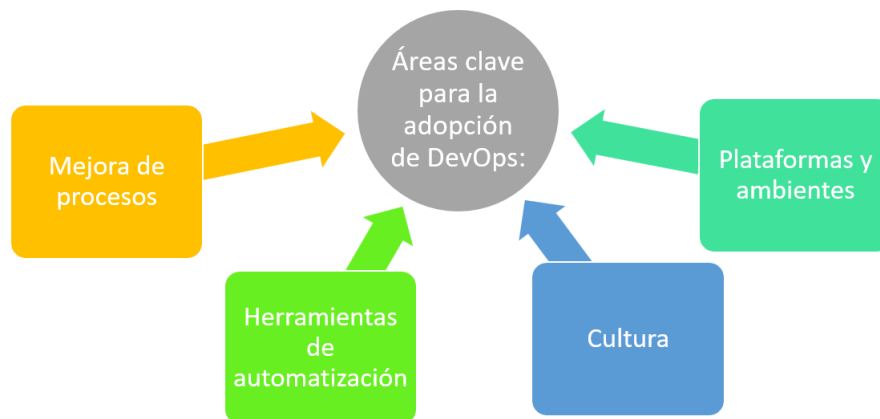 Áreas clave
para la
adopción
de DevOps:
Mejora de
procesos
Herramientas
de
automatización
Cultura
Plataformas y
ambientes